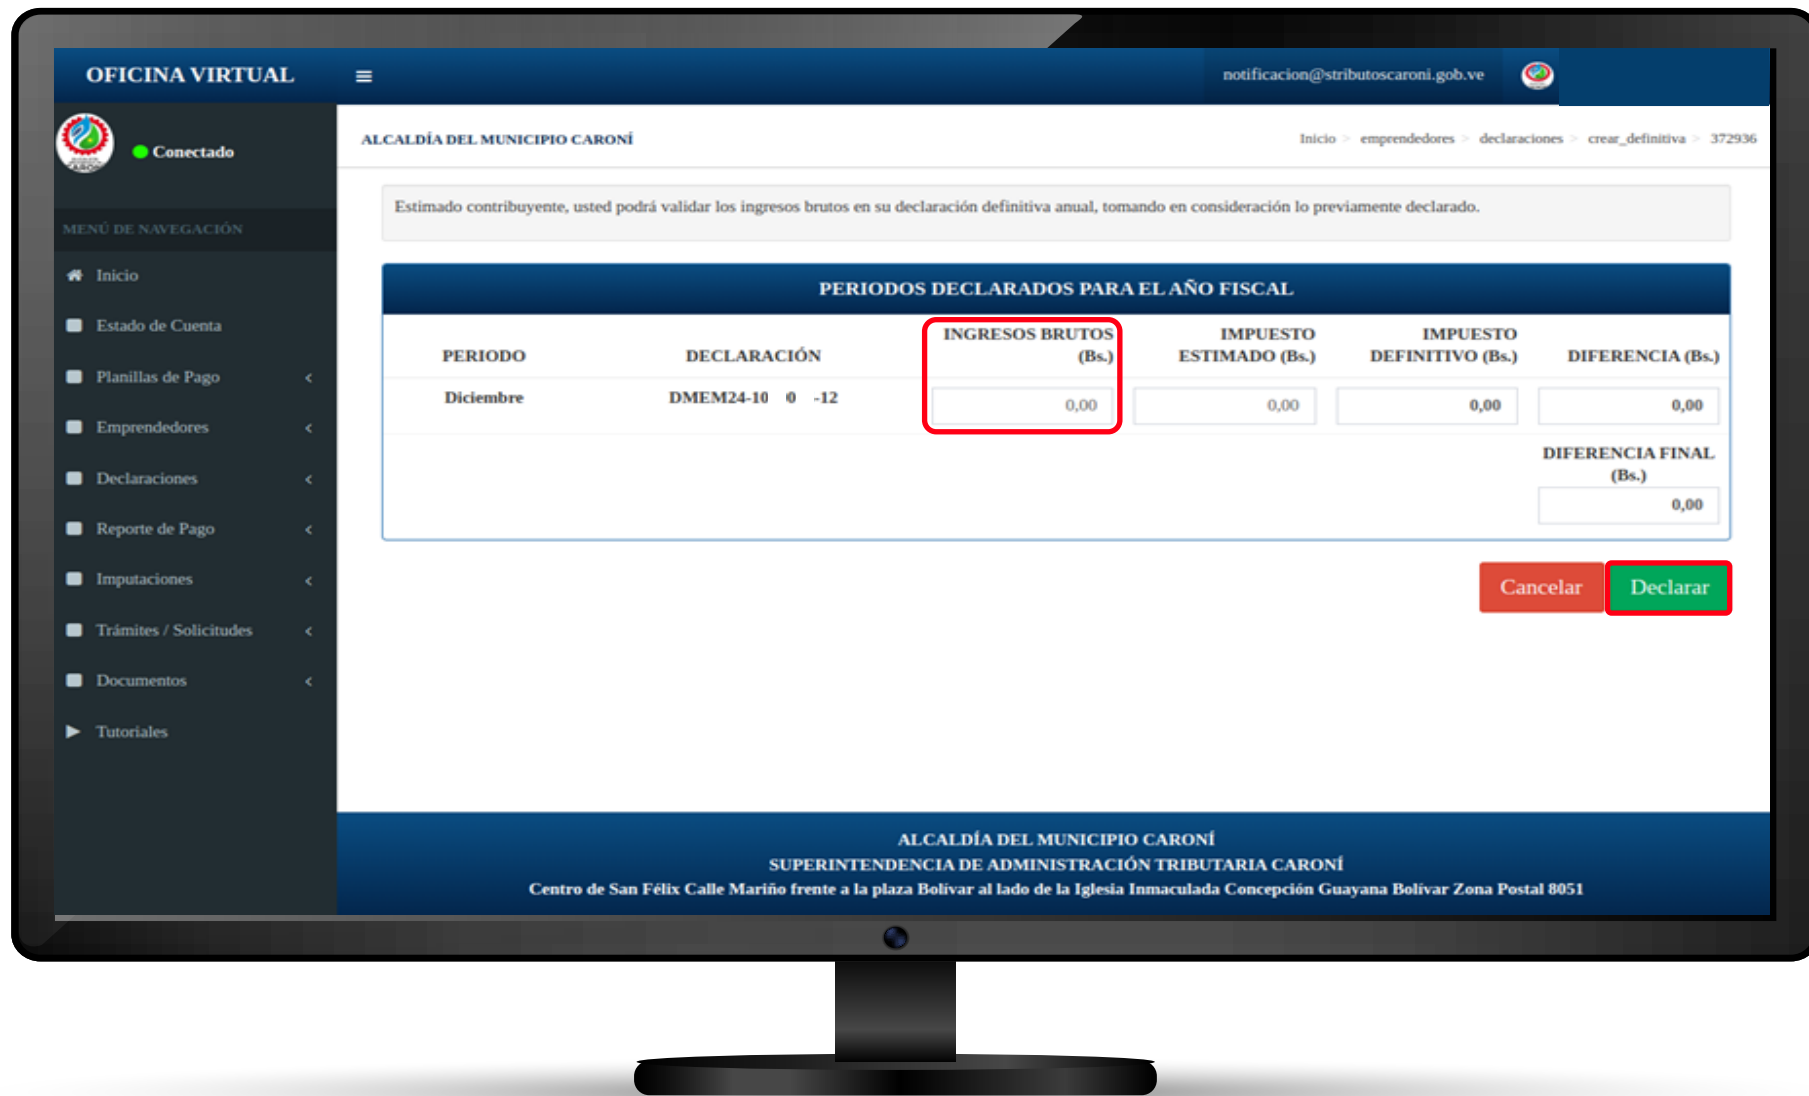 OFICINA VIRTUAL
notificacion@stributoscaroni.gob.ve
Conectado
ALCALDÍA DEL MUNICIPIO CARONÍ
Inicio > emprendedores > declaraciones > crear_definitiva > 372936
MENÚ DE NAVEGACIÓN
Inicio
Estado de Cuenta
Planillas de Pago
Emprendedores
Declaraciones
Reporte de Pago
Imputaciones
Trámites / Solicitudes
Documentos
Tutoriales
Estimado contribuyente, usted podrá validar los ingresos brutos en su declaración definitiva anual, tomando en consideración lo previamente declarado.
PERIODOS DECLARADOS PARA EL AÑO FISCAL
PERIODO DECLARACIÓN INGRESOS BRUTOS (Bs.) IMPUESTO ESTIMADO (Bs.) IMPUESTO DEFINITIVO (Bs.) DIFERENCIA (Bs.)
Diciembre DMEM24-10 0 -12 0,00 0,00 0,00 0,00
DIFERENCIA FINAL
(Bs.)
0,00
Cancelar Declarar
ALCALDÍA DEL MUNICIPIO CARONÍ
SUPERINTENDENCIA DE ADMINISTRACIÓN TRIBUTARIA CARONÍ
Centro de San Félix Calle Mariño frente a la plaza Bolívar al lado de la Iglesia Inmaculada Concepción Guayana Bolívar Zona Postal 8051